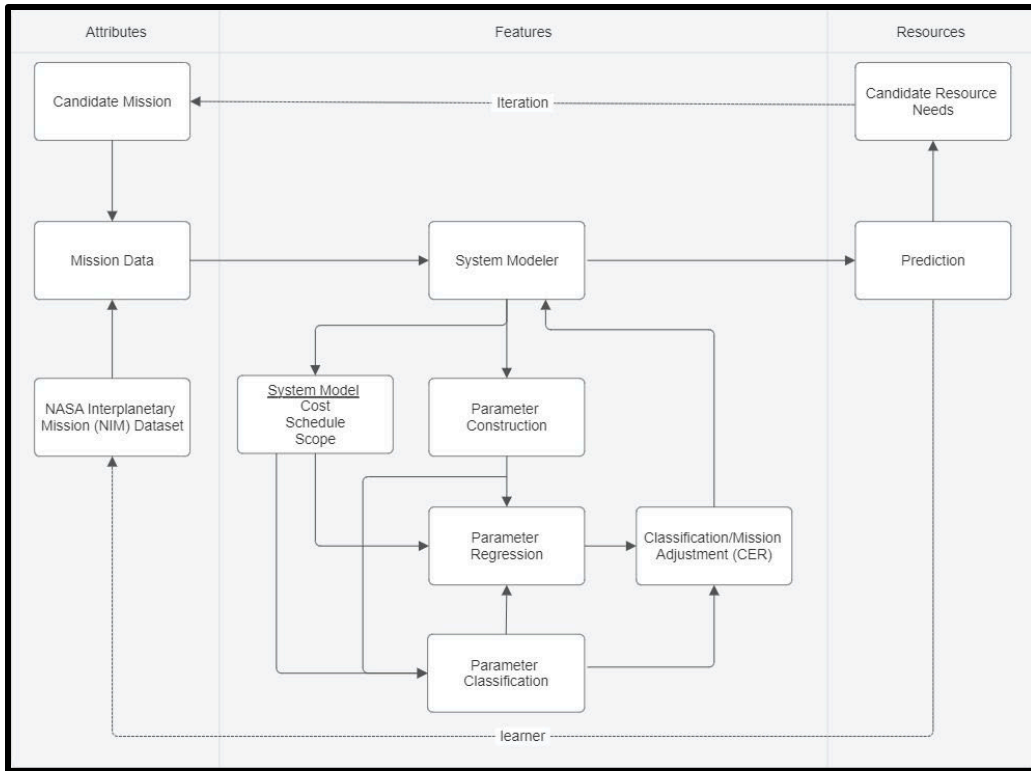 Attributes
Features
Resources
Candidate Mission
Iteration
Candidate Resource
Needs
Mission Data
System Modeler
Prediction
NASA Interplanetary
Mission (NIM) Dataset
System Model
Cost
Schedule
Scope
Parameter
Construction
Parameter
Regression
Classification/Mission
Adjustment (CER)
Parameter
Classification
learner